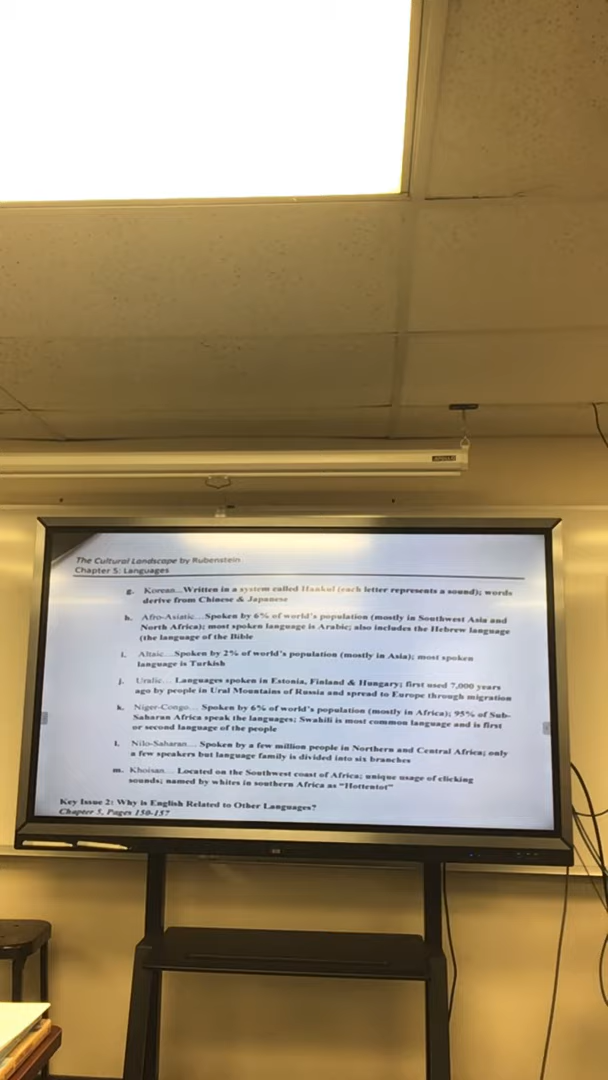 The Cultural Landscape by Rubenstein
Chapter 5: Languages
g. Korean...Written in a system called Hankul (each letter represents a sound); words
derive from Chinese & Japanese
h. Afro-Asiatic...Spoken by 6% of world's population (mostly in Southwest Asia and
North Africa); most spoken language is Arabic; also includes the Hebrew language
(the language of the Bible
i. Altaic...Spoken by 2% of world's population (mostly in Asia); most spoken
language is Turkish
j. Uralic... Languages spoken in Estonia, Finland & Hungary; first used 7,000 years
ago by people in Ural Mountains of Russia and spread to Europe through migration
k. Niger-Congo... Spoken by 6% of world's population (mostly in Africa); 95% of Sub-
Saharan Africa speak the languages; Swahili is most common language and is first
or second language of the people
l. Nilo-Saharan... Spoken by a few million people in Northern and Central Africa; only
a few speakers but language family is divided into six branches
m. Khoisan... Located on the Southwest coast of Africa; unique usage of clicking
sounds; named by whites in southern Africa as "Hottentot"
Key Issue 2: Why is English Related to Other Languages?
Chapter 5, Pages 150-157